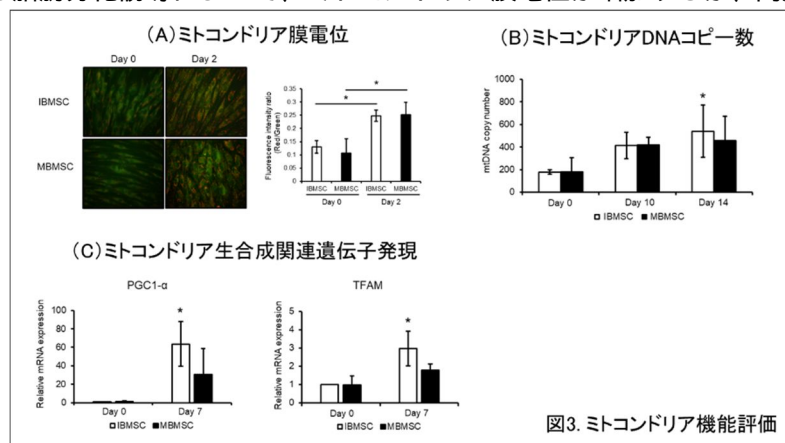 (A)ミトコンドリア膜電位
Day 0
Day 2
IBMSC
MBMSC
Fluorescence intensity ratio
(Red/Green)
0.35
0.3
0.25
0.2
0.15
0.1
0.05
0
*
*
IBMSC
MBMSC
IBMSC
MBMSC
Day 0
Day 2
(B)ミトコンドリアDNAコピー数
mtDNA copy number
1000
800
600
400
200
0
*
Day 0
Day 10
Day 14
IBMSC
MBMSC
(C)ミトコンドリア生合成関連遺伝子発現
PGC1-α
Relative mRNA expression
100
80
60
40
20
0
*
Day 0
Day 7
IBMSC
MBMSC
TFAM
Relative mRNA expression
5
4
3
2
1
0
*
Day 0
Day 7
IBMSC
MBMSC
図3. ミトコンドリア機能評価